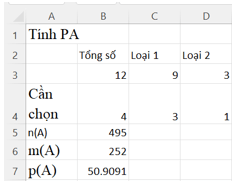 A B C D
1 Tính PA
2 Tổng số Loại 1 Loại 2
3 12 9 3
Cần
4 chọn 4 3 1
5 n(A) 495
6 m(A) 252
7 p(A) 50.9091